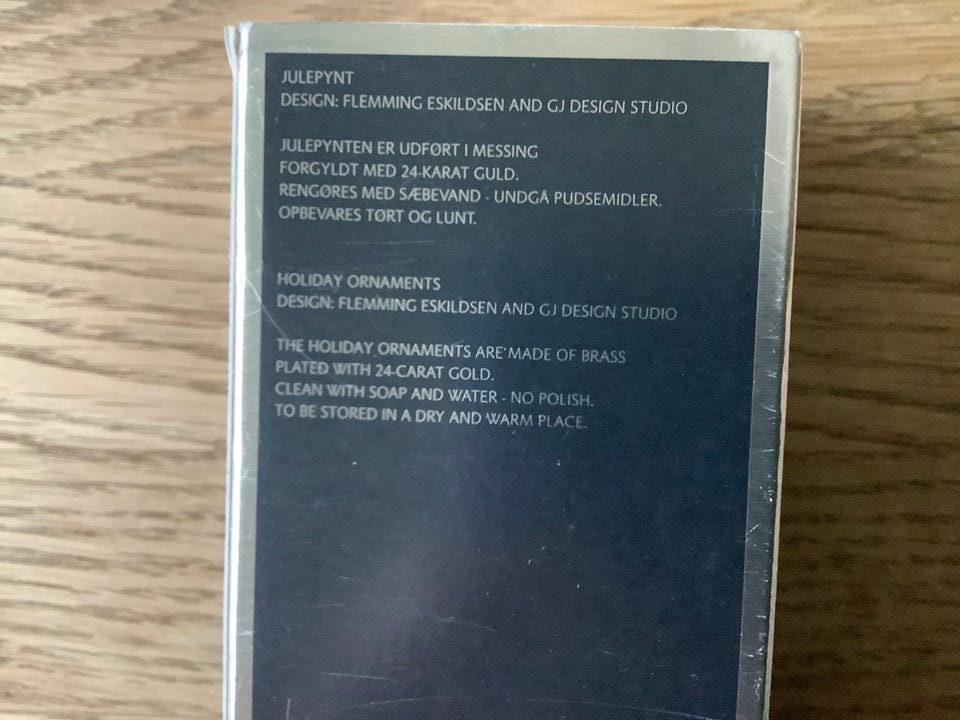 JULEPYNT
DESIGN: FLEMMING ESKILDSEN AND GJ DESIGN STUDIO
JULEPYNTEN ER UDFØRT I MESSING
FORGYLDT MED 24-KARAT GULD.
RENGØRES MED SÆBEVAND - UNDGÅ PUDSEMIDLER.
OPBEVARES TØRT OG LUNT.
HOLIDAY ORNAMENTS
DESIGN: FLEMMING ESKILDSEN AND GJ DESIGN STUDIO
THE HOLIDAY ORNAMENTS ARE MADE OF BRASS
PLATED WITH 24-CARAT GOLD.
CLEAN WITH SOAP AND WATER - NO POLISH.
TO BE STORED IN A DRY AND WARM PLACE.